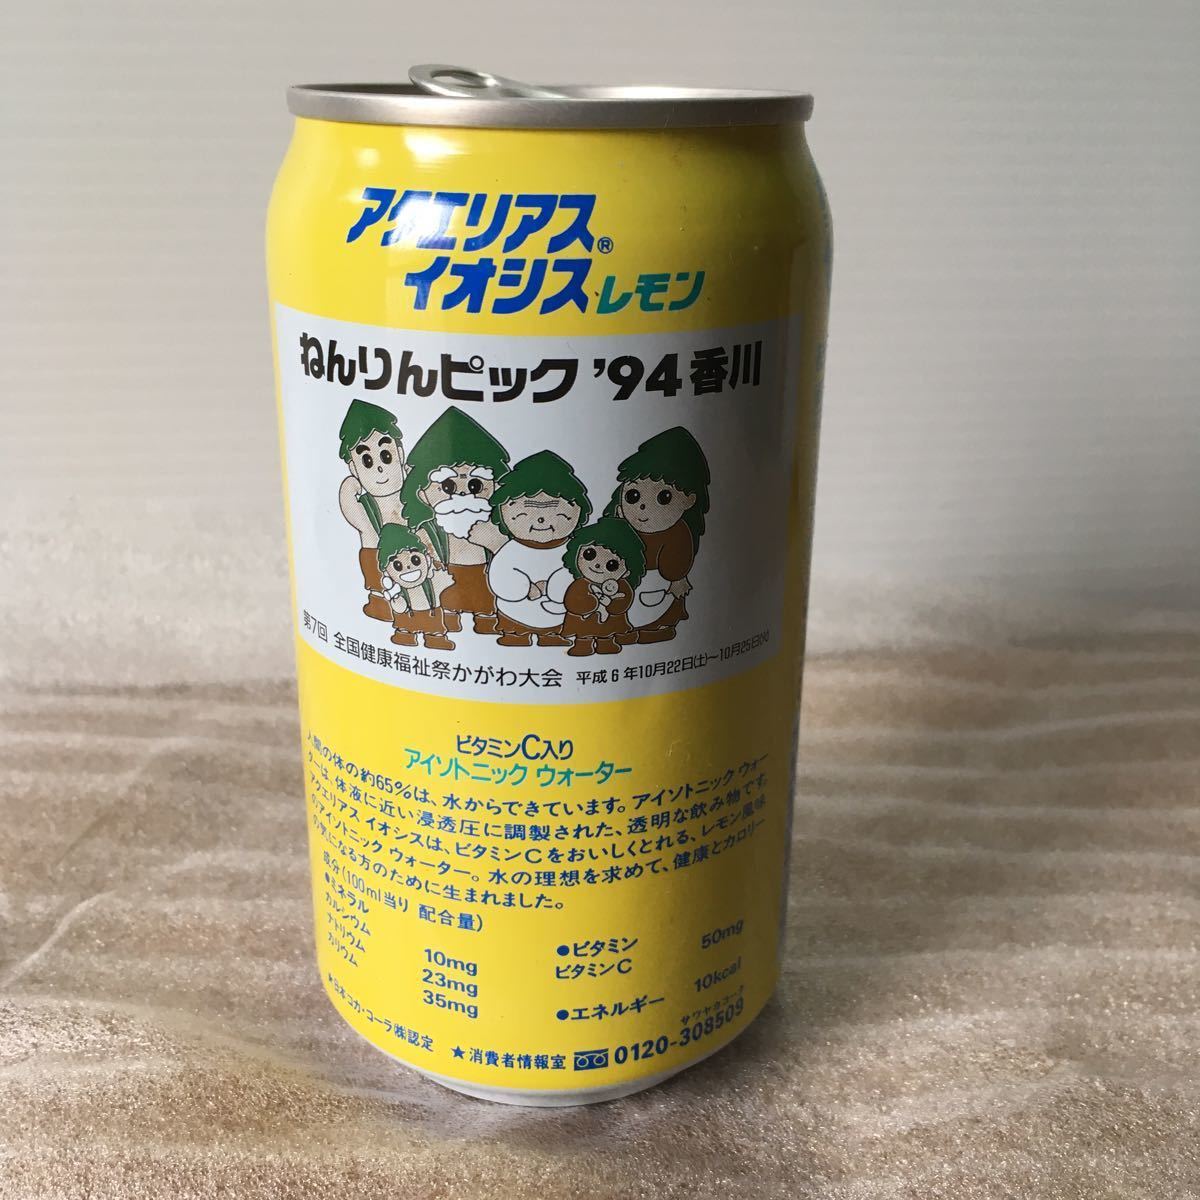 アクエリアス®
イオシス レモン
ねんりんピック '94 香川
第7回 全国健康福祉祭かがわ大会 平成6年10月22日(土)～10月25日(火)
ビタミンC入り
アイソトニック ウォーター
人間の体の約65%は、水からできています。アイソトニック ウォー
ターは、体液に近い浸透圧に調製された、透明な飲み物です。
アクエリアス イオシスは、ビタミンCをおいしくとれる、レモン風味
のアイソトニック ウォーター。水の理想を求めて、健康とカロリー
の気になる方のために生まれました。
成分(100ml当り 配合量)
●ミネラル
カルシウム 10mg
ナトリウム 23mg
カリウム 35mg
●ビタミン
ビタミンC 50mg
●エネルギー 10kcal
★日本コカ・コーラ㈱認定
サワヤカコーク
★消費者情報室 0120-308509